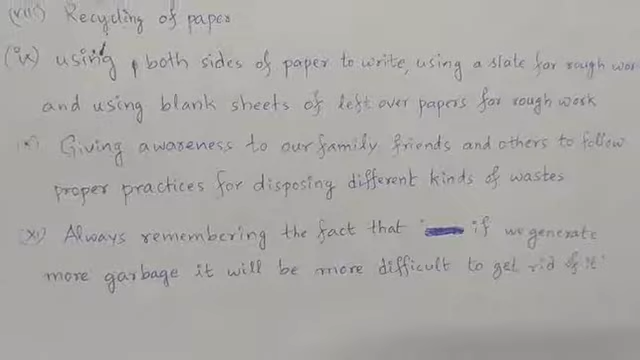 (viii) Recycling of paper
(ix) using both sides of paper to write, using a slate for rough wor
and using blank sheets of left over papers for rough work
(x) Giving awareness to our family friends and others to follow
proper practices for disposing different kinds of wastes
xi) Always remembering the fact that ' if we generate
more garbage it will be more difficult to get rid of it'